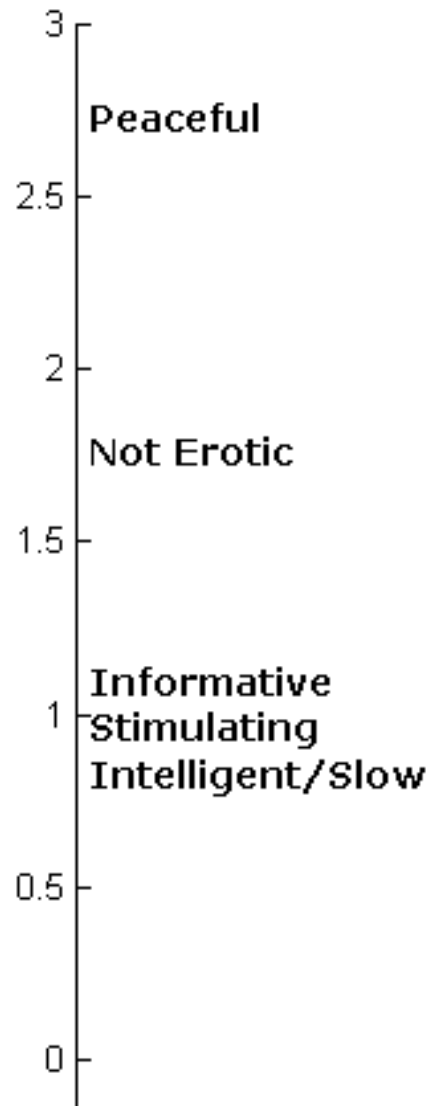 3
Peaceful
2.5
2
Not Erotic
1.5
Informative
1
Stimulating
Intelligent/Slow
0.5
0